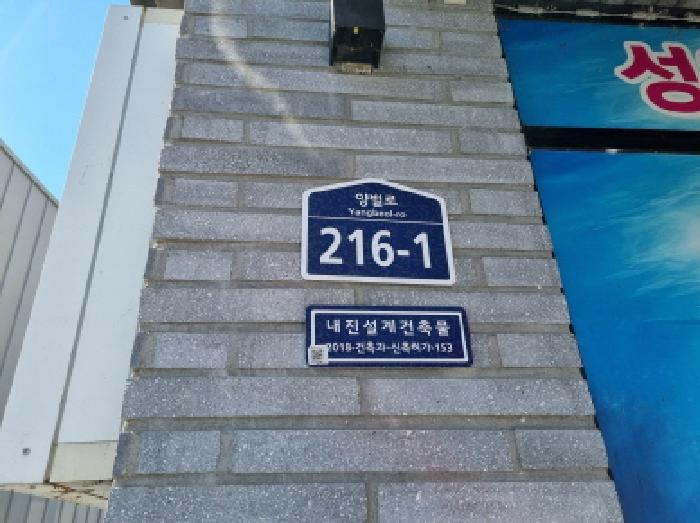 성
양벌로
Yangbeol-ro
216-1
내진설계건축물
2018-건축과-신축허가-153